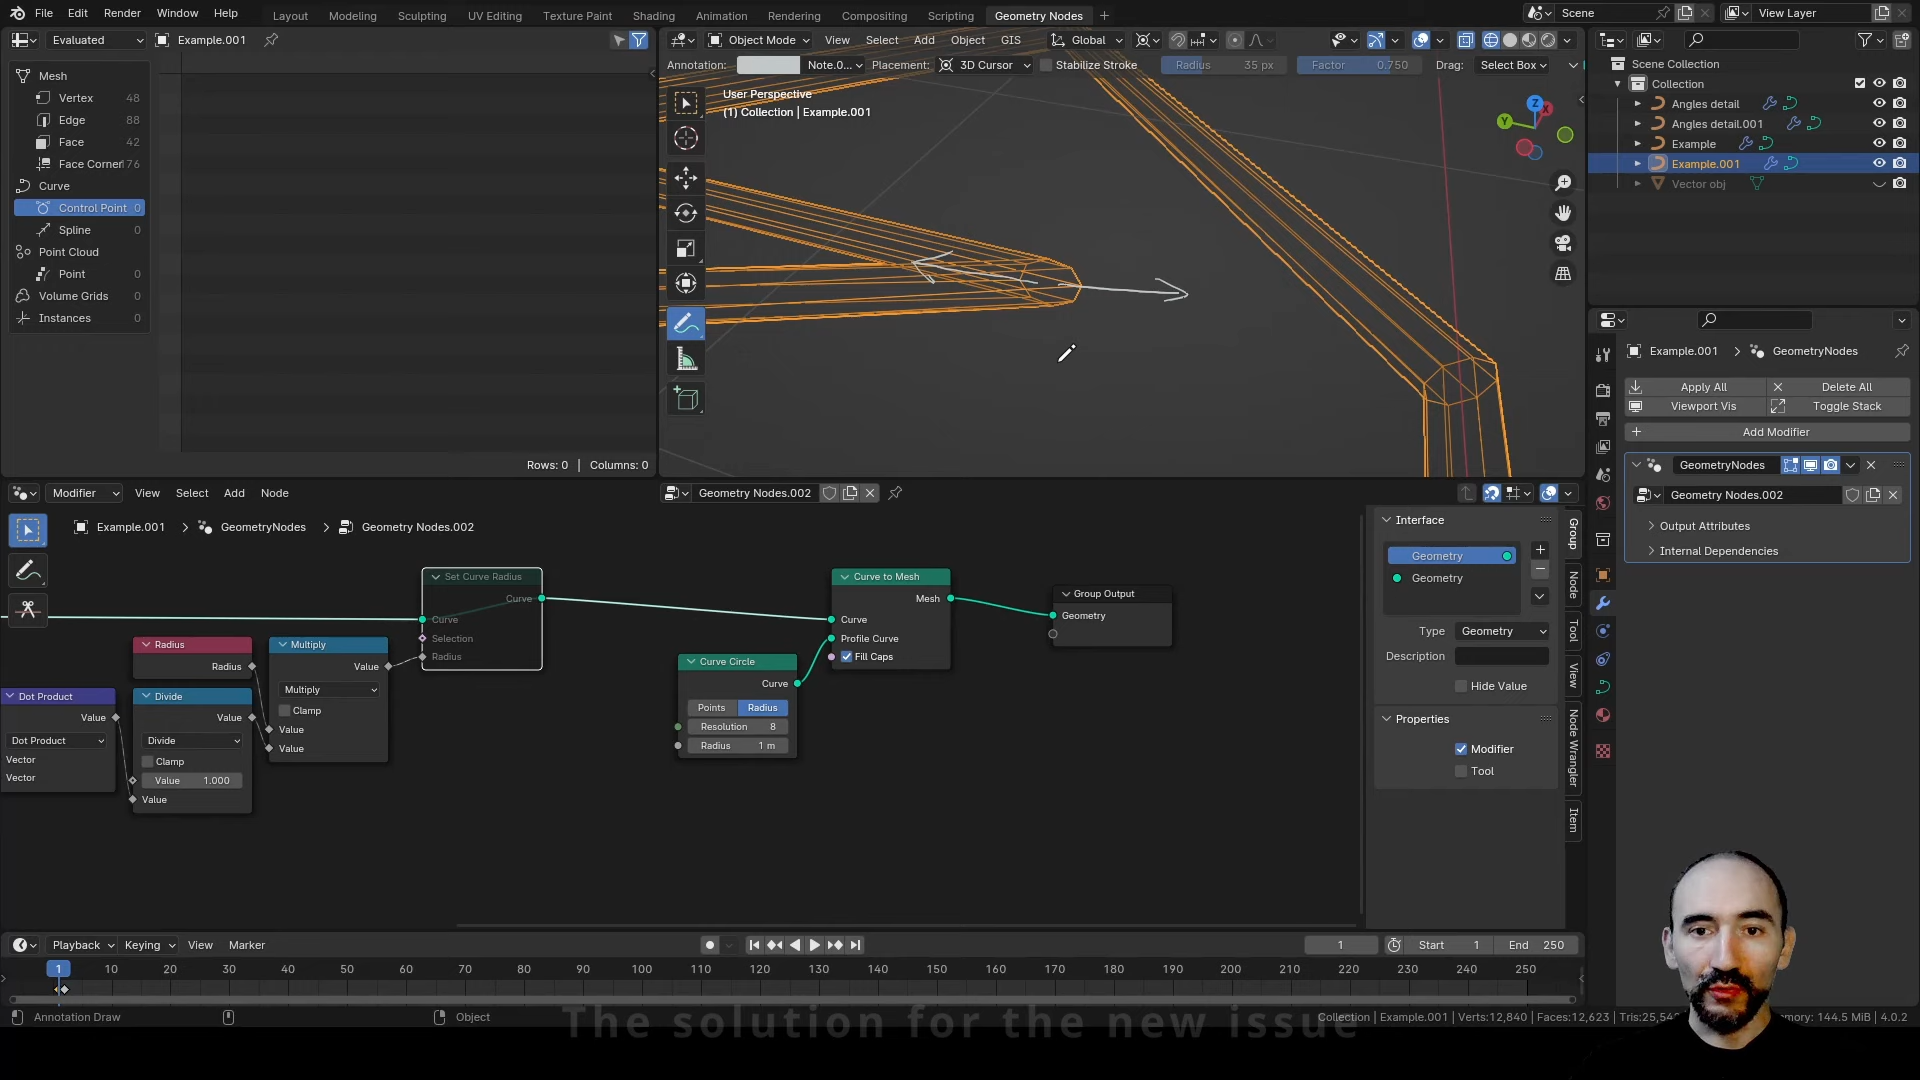 File Edit Render Window Help Layout Modeling Sculpting UV Editing Texture Paint Shading Animation Rendering Compositing Scripting Geometry Nodes + Scene View Layer
Evaluated Example.001
Object Mode View Select Add Object GIS Global
Annotation: Note.0... Placement: 3D Cursor Stabilize Stroke Radius 35 px Factor 0.750 Drag: Select Box
Mesh
Vertex 48
Edge 88
Face 42
Face Corner 176
Curve
Control Point 0
Spline 0
Point Cloud
Point 0
Volume Grids 0
Instances 0
Rows: 0 | Columns: 0
User Perspective
(1) Collection | Example.001
Z
X
Y
Scene Collection
Collection
Angles detail
Angles detail.001
Example
Example.001
Vector obj
Example.001 > GeometryNodes
Apply All Delete All
Viewport Vis Toggle Stack
Add Modifier
GeometryNodes
Geometry Nodes.002
Output Attributes
Internal Dependencies
Modifier View Select Add Node Geometry Nodes.002
Example.001 > GeometryNodes > Geometry Nodes.002
Set Curve Radius
Curve
Curve
Selection
Radius
Radius
Radius
Multiply
Value
Multiply
Clamp
Value
Value
Dot Product
Value
Dot Product
Vector
Vector
Divide
Value
Divide
Clamp
Value 1.000
Value
Curve Circle
Curve
Points Radius
Resolution 8
Radius 1 m
Curve to Mesh
Mesh
Curve
Profile Curve
Fill Caps
Group Output
Geometry
Interface
Geometry
Geometry
Type Geometry
Description
Hide Value
Properties
Modifier
Tool
Group
Node
Tool
View
Node Wrangler
Item
Playback Keying View Marker 1 Start 1 End 250
1 10 20 30 40 50 60 70 80 90 100 110 120 130 140 150 160 170 180 190 200 210 220 230 240 250
Annotation Draw Object
The solution for the new issue
Collection | Example.001 | Verts:12,840 | Faces:12,623 | 144.5 MiB | 4.0.2